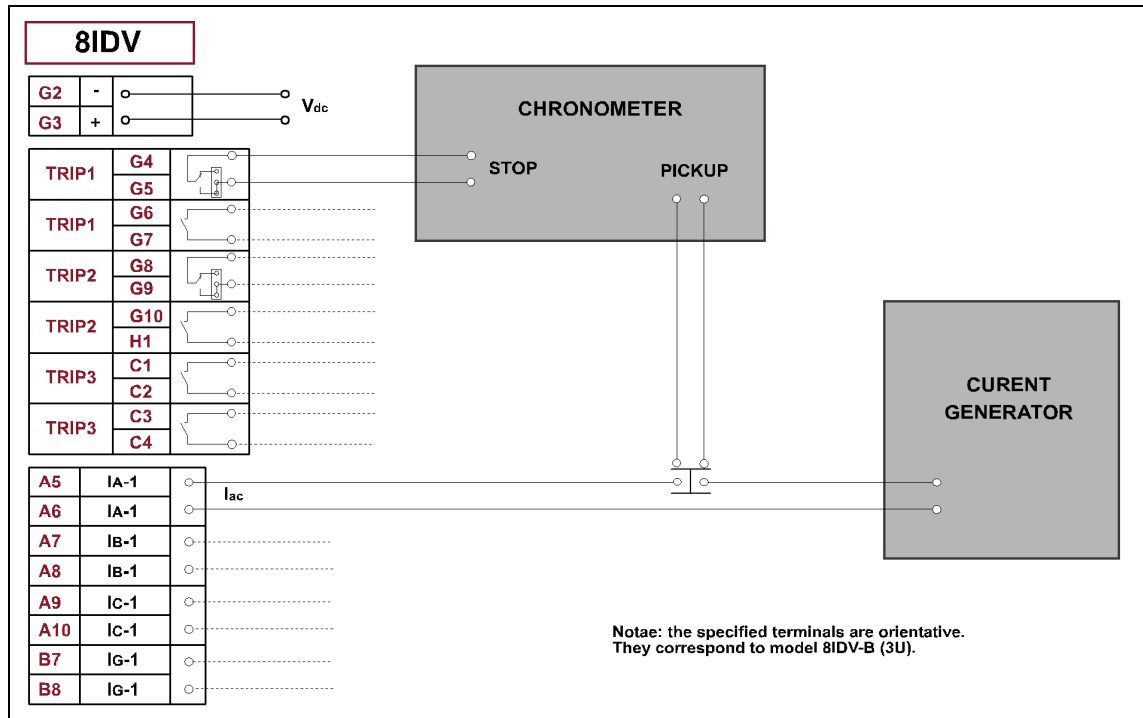 8IDV
G2 -
G3 +
Vdc
TRIP1 G4
G5
TRIP1 G6
G7
TRIP2 G8
G9
TRIP2 G10
H1
TRIP3 C1
C2
TRIP3 C3
C4
CHRONOMETER
STOP
PICKUP
CURENT
GENERATOR
A5 IA-1
A6 IA-1
A7 IB-1
A8 IB-1
A9 IC-1
A10 IC-1
B7 IG-1
B8 IG-1
Iac
Notae: the specified terminals are orientative.
They correspond to model 8IDV-B (3U).